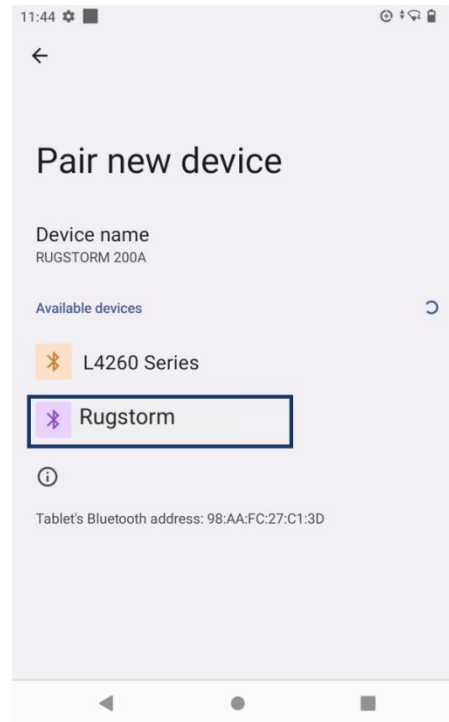 11:44
Pair new device
Device name
RUGSTORM 200A
Available devices
L4260 Series
Rugstorm
Tablet's Bluetooth address: 98:AA:FC:27:C1:3D